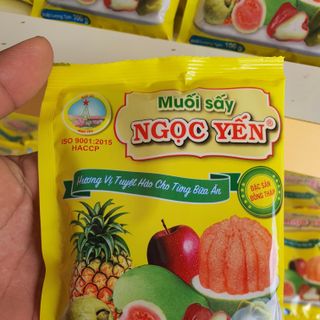 Muối sấy
NGỌC YẾN®
ISO 9001:2015
HACCP
Hương Vị Tuyệt Hảo Cho Từng Bữa Ăn
ĐẶC SẢN
ĐỒNG THÁP